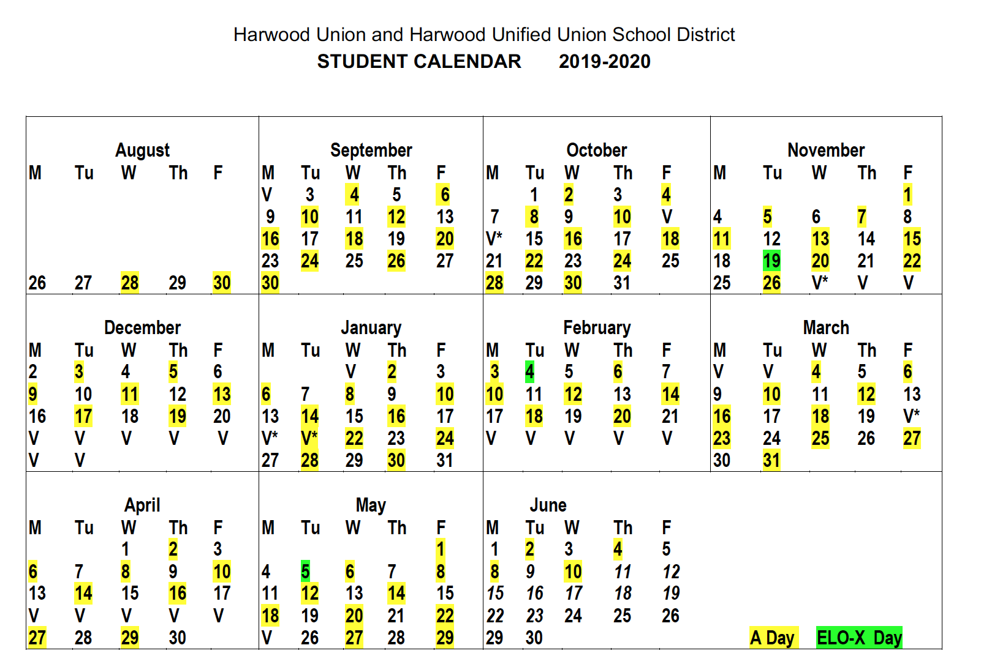 Harwood Union and Harwood Unified Union School District
STUDENT CALENDAR 2019-2020
August
M Tu W Th F
26 27 28 29 30
September
M Tu W Th F
V 3 4 5 6
9 10 11 12 13
16 17 18 19 20
23 24 25 26 27
30
October
M Tu W Th F
1 2 3 4
7 8 9 10 V
V* 15 16 17 18
21 22 23 24 25
28 29 30 31
November
M Tu W Th F
1
4 5 6 7 8
11 12 13 14 15
18 19 20 21 22
25 26 V* V V
December
M Tu W Th F
2 3 4 5 6
9 10 11 12 13
16 17 18 19 20
V V V V V
V V
January
M Tu W Th F
V 2 3
6 7 8 9 10
13 14 15 16 17
V* V* 22 23 24
27 28 29 30 31
February
M Tu W Th F
3 4 5 6 7
10 11 12 13 14
17 18 19 20 21
V V V V V
March
M Tu W Th F
V V 4 5 6
9 10 11 12 13
16 17 18 19 V*
23 24 25 26 27
30 31
April
M Tu W Th F
1 2 3
6 7 8 9 10
13 14 15 16 17
V V V V V
27 28 29 30
May
M Tu W Th F
1
4 5 6 7 8
11 12 13 14 15
18 19 20 21 22
V 26 27 28 29
June
M Tu W Th F
1 2 3 4 5
8 9 10 11 12
15 16 17 18 19
22 23 24 25 26
29 30
A Day ELO-X Day